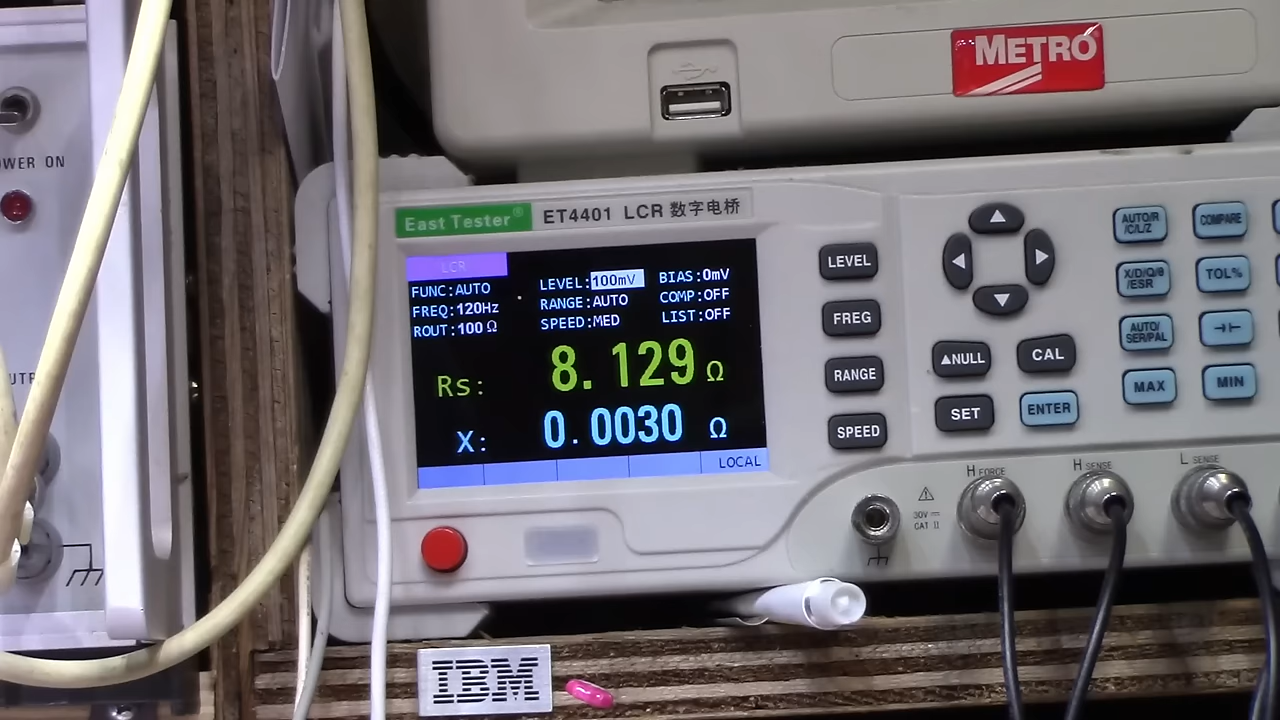 METRO
East Tester®
ET4401 LCR 数字电桥
LCR
FUNC:AUTO
LEVEL:100mV
BIAS:0mV
FREQ:120Hz
RANGE:AUTO
COMP:OFF
ROUT:100 Ω
SPEED:MED
LIST:OFF
Rs: 8.129 Ω
X: 0.0030 Ω
LOCAL
LEVEL
FREQ
RANGE
SPEED
▲NULL
CAL
SET
ENTER
AUTO/R
/C/L/Z
COMPARE
X/D/Q/θ
/ESR
TOL%
AUTO/
SER/PAL
MAX
MIN
H FORCE
H SENSE
L SENSE
30V
CAT II
OWER ON
UTP
IBM